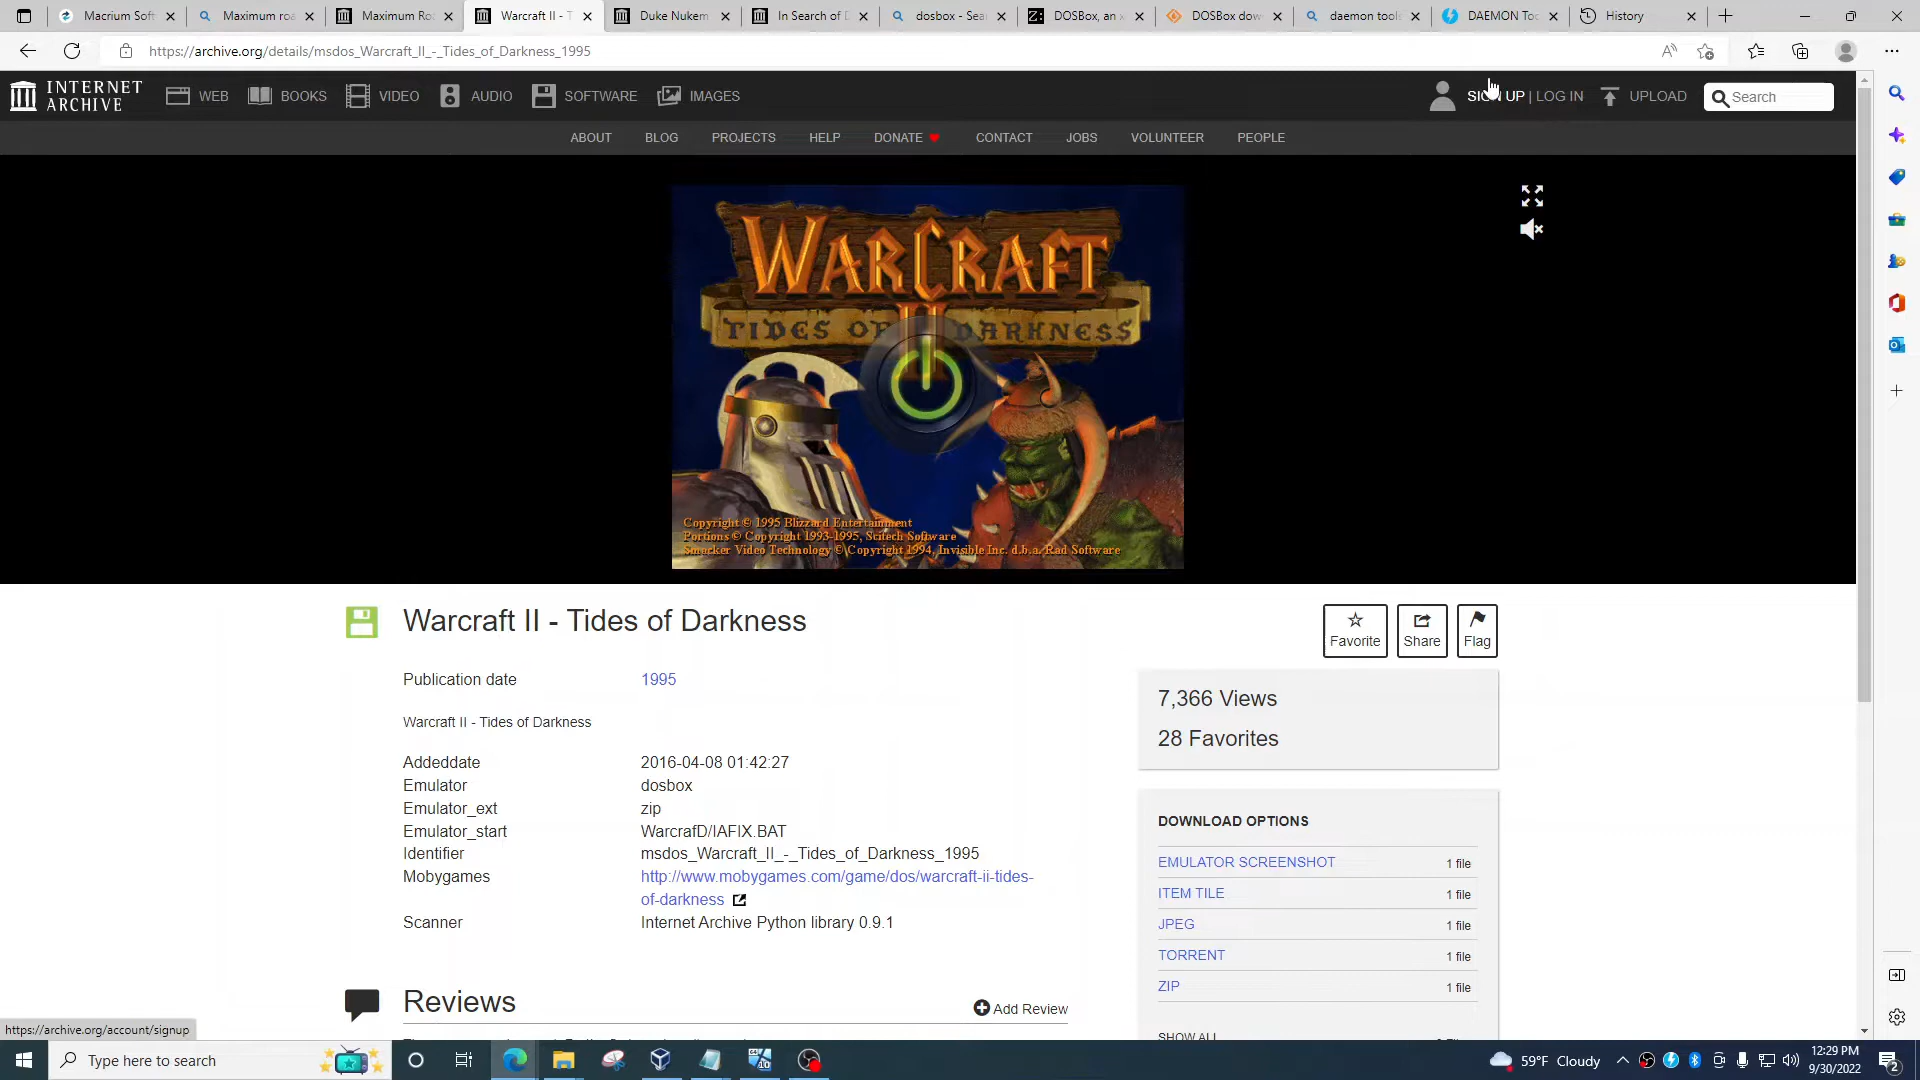 Macrium Soft
Maximum roa
Maximum Ro
Warcraft II - T
Duke Nukem
In Search of D
dosbox - Sea
DOSBox, an x
DOSBox dow
daemon tools
DAEMON Too
History
https://archive.org/details/msdos_Warcraft_II_-_Tides_of_Darkness_1995
INTERNET
ARCHIVE
WEB
BOOKS
VIDEO
AUDIO
SOFTWARE
IMAGES
SIGN UP | LOG IN
UPLOAD
Search
ABOUT
BLOG
PROJECTS
HELP
DONATE
CONTACT
JOBS
VOLUNTEER
PEOPLE
WARCRAFT
II
TIDES OF DARKNESS
Copyright © 1995 Blizzard Entertainment
Portions © Copyright 1993-1995, Scitech Software
Smacker Video Technology © Copyright 1994, Invisible Inc. d.b.a. Rad Software
Warcraft II - Tides of Darkness
Favorite
Share
Flag
Publication date 1995
Warcraft II - Tides of Darkness
Addeddate 2016-04-08 01:42:27
Emulator dosbox
Emulator_ext zip
Emulator_start WarcrafD/IAFIX.BAT
Identifier msdos_Warcraft_II_-_Tides_of_Darkness_1995
Mobygames http://www.mobygames.com/game/dos/warcraft-ii-tides-
of-darkness
Scanner Internet Archive Python library 0.9.1
7,366 Views
28 Favorites
DOWNLOAD OPTIONS
EMULATOR SCREENSHOT 1 file
ITEM TILE 1 file
JPEG 1 file
TORRENT 1 file
ZIP 1 file
SHOW ALL
Reviews
Add Review
https://archive.org/account/signup
Type here to search
59°F Cloudy
12:29 PM
9/30/2022
2